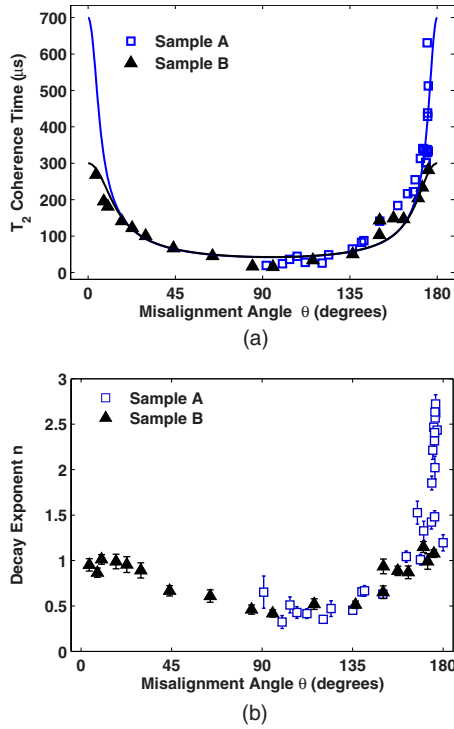 700
600
500
400
300
200
100
0
T2 Coherence Time (μs)
Sample A
Sample B
0 45 90 135 180
Misalignment Angle θ (degrees)
(a)
3
2.5
2
1.5
1
0.5
0
Decay Exponent n
Sample A
Sample B
0 45 90 135 180
Misalignment Angle θ (degrees)
(b)